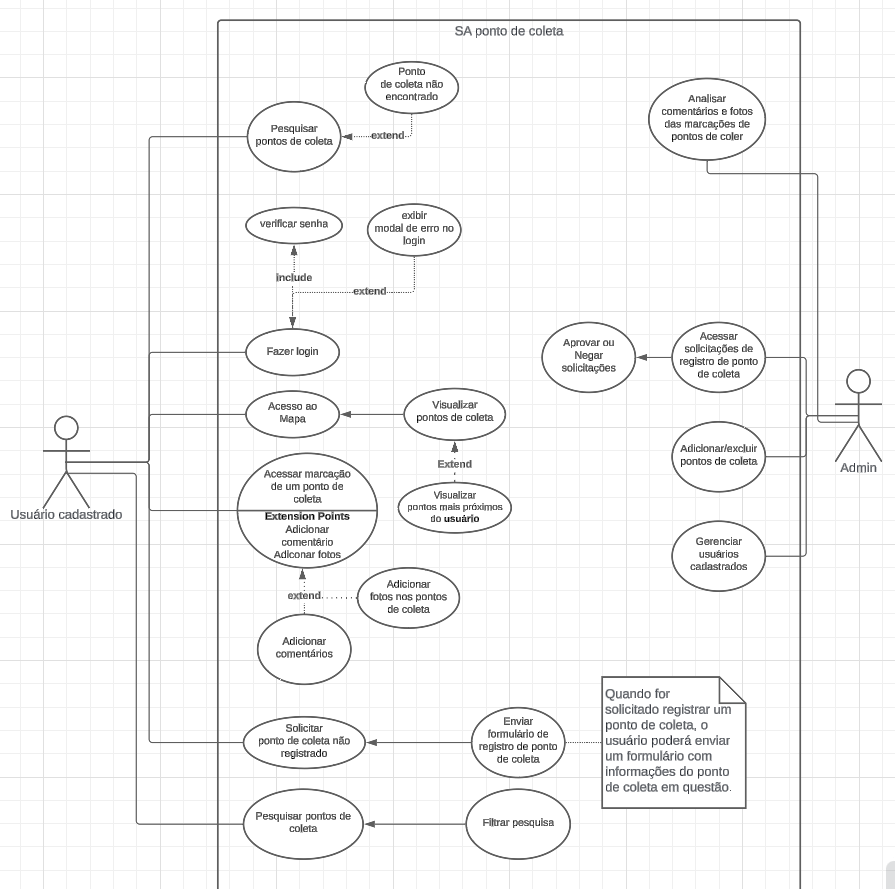 SA ponto de coleta
Ponto
de coleta não
encontrado
Pesquisar
pontos de coleta
extend
Analisar
comentários e fotos
das marcações de
pontos de coler
verificar senha
exibir
modal de erro no
login
include
extend
Fazer login
Aprovar ou
Negar
solicitações
Acessar
solicitações de
registro de ponto
de coleta
Acesso ao
Mapa
Visualizar
pontos de coleta
Extend
Visualizar
pontos mais próximos
do usuário
Adicionar/excluir
pontos de coleta
Admin
Usuário cadastrado
Acessar marcação
de um ponto de
coleta
Extension Points
Adicionar
comentário
Adiconar fotos
Gerenciar
usuários
cadastrados
extend
Adicionar
fotos nos pontos
de coleta
Adicionar
comentários
Solicitar
ponto de coleta não
registrado
Enviar
formulário de
registro de ponto
de coleta
Quando for
solicitado registrar um
ponto de coleta, o
usuário poderá enviar
um formulário com
informações do ponto
de coleta em questão.
Pesquisar pontos de
coleta
Filtrar pesquisa